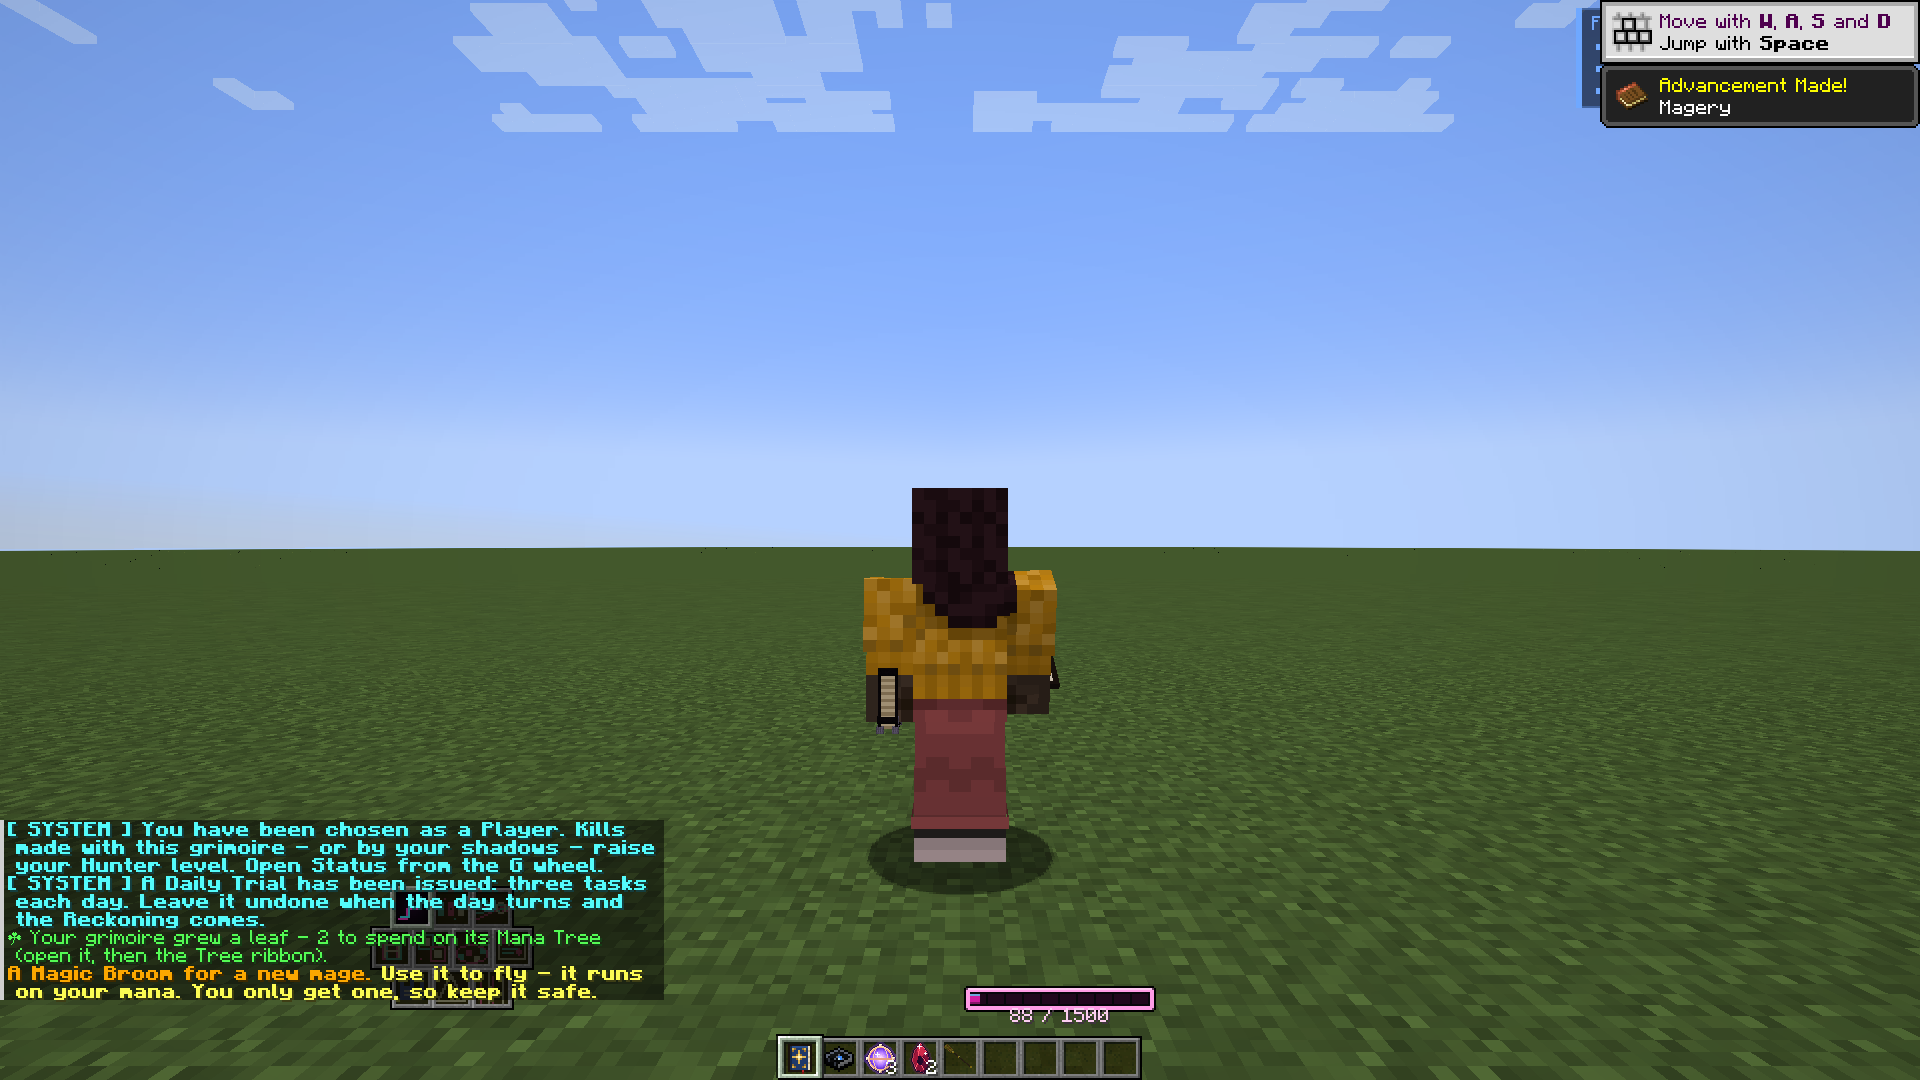 F
Move with W, A, S and D
Jump with Space
Advancement Made!
Magery
[ SYSTEM ] You have been chosen as a Player. Kills
made with this grimoire – or by your shadows – raise
your Hunter level. Open Status from the G wheel.
[ SYSTEM ] A Daily Trial has been issued: three tasks
each day. Leave it undone when the day turns and
the Reckoning comes.
☘ Your grimoire grew a leaf – 2 to spend on its Mana Tree
(open it, then the Tree ribbon).
A Magic Broom for a new mage. Use it to fly – it runs
on your mana. You only get one, so keep it safe.
88 / 1500
3
2